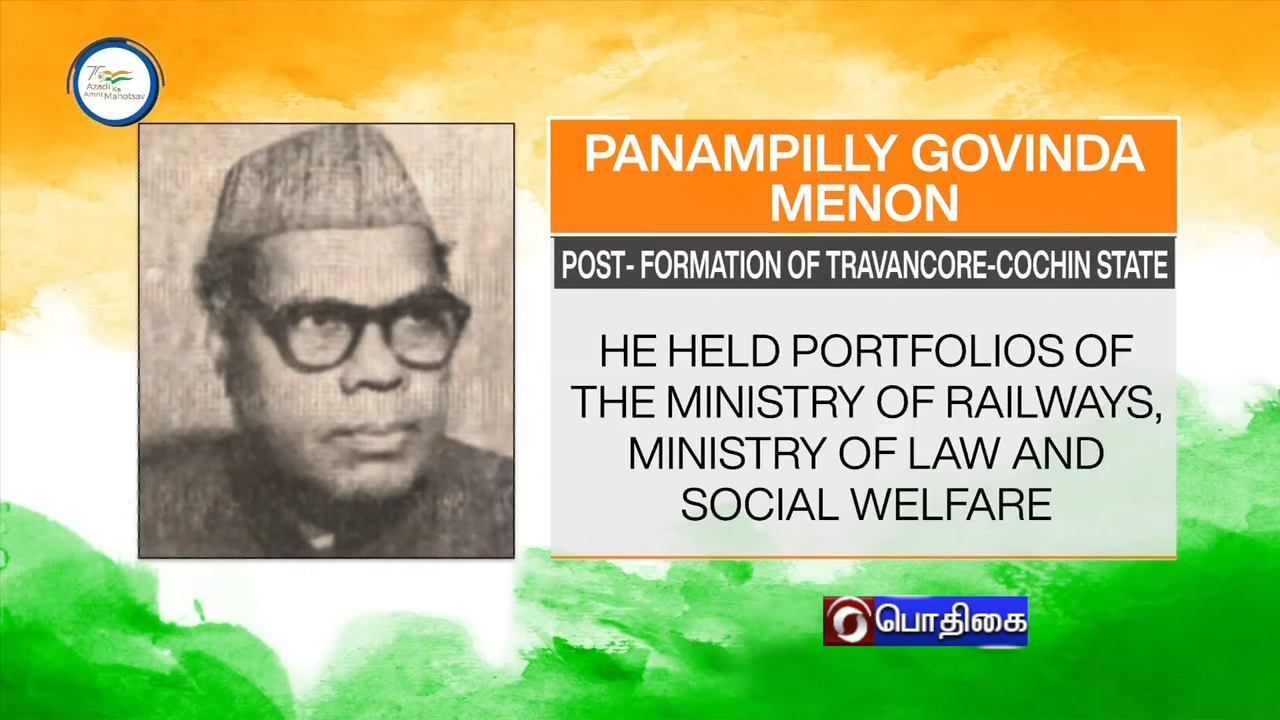 75
Azadi
Ka
Amrit Mahotsav
PANAMPILLY GOVINDA
MENON
POST- FORMATION OF TRAVANCORE-COCHIN STATE
HE HELD PORTFOLIOS OF
THE MINISTRY OF RAILWAYS,
MINISTRY OF LAW AND
SOCIAL WELFARE
பொதிகை